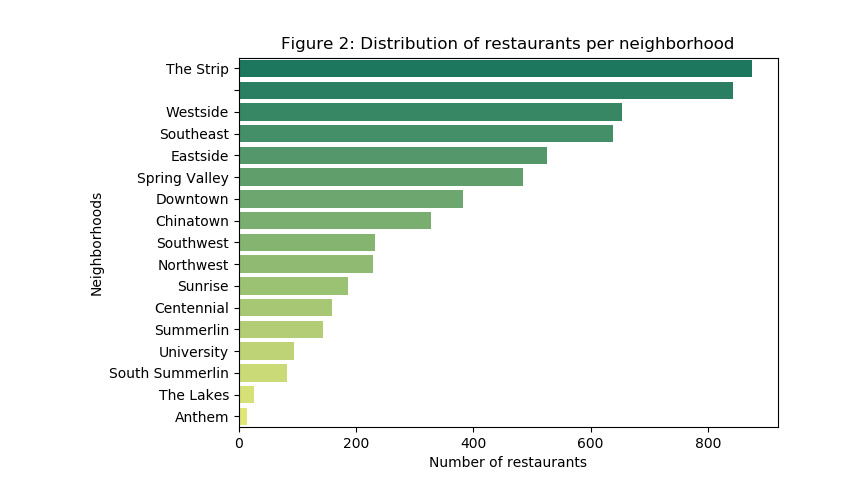 Figure 2: Distribution of restaurants per neighborhood
The Strip
Westside
Southeast
Eastside
Spring Valley
Downtown
Chinatown
Southwest
Northwest
Sunrise
Centennial
Summerlin
University
South Summerlin
The Lakes
Anthem
Neighborhoods
0 200 400 600 800
Number of restaurants